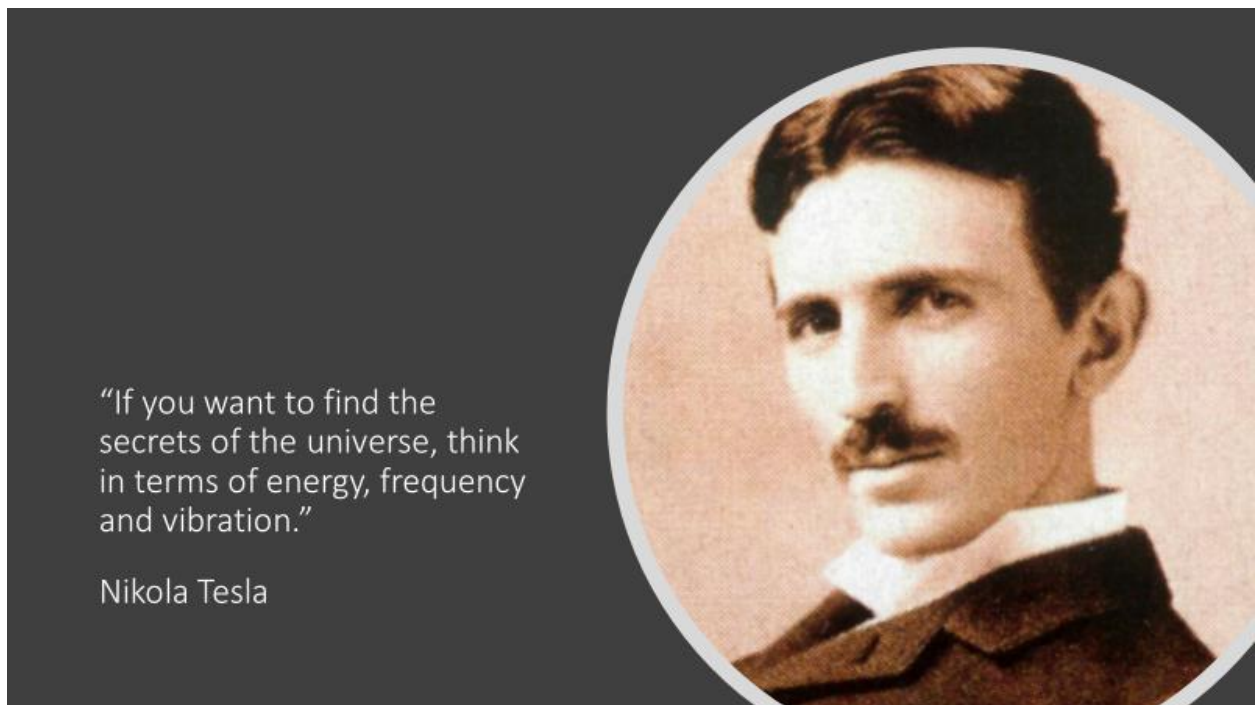 “If you want to find the
secrets of the universe, think
in terms of energy, frequency
and vibration.”
Nikola Tesla